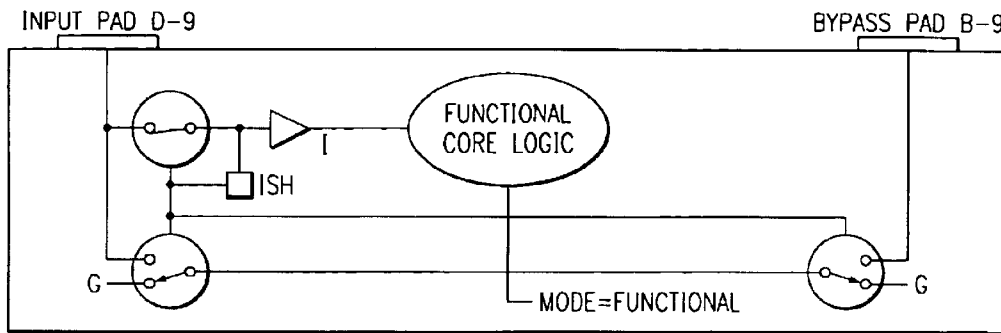 INPUT PAD D-9
BYPASS PAD B-9
FUNCTIONAL
CORE LOGIC
I
ISH
G
G
MODE=FUNCTIONAL